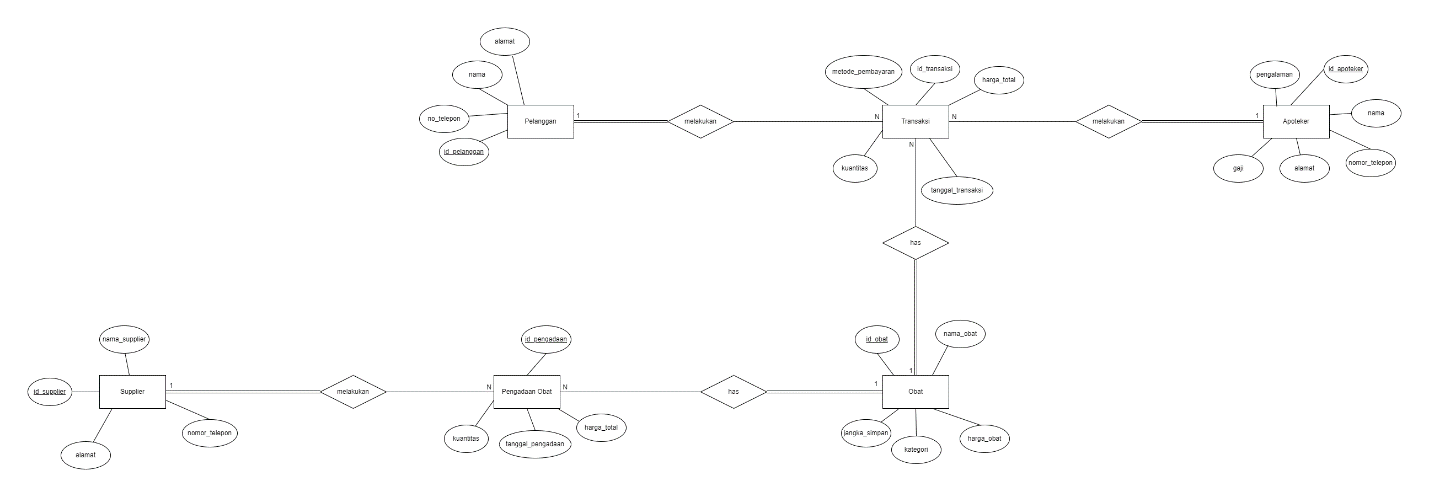 alamat
nama
no_telepon
id_pelanggan
Pelanggan
1
melakukan
N
metode_pembayaran
id_transaksi
harga_total
Transaksi
kuantitas
tanggal_transaksi
N
N
melakukan
1
pengalaman
id_apoteker
Apoteker
nama
gaji
alamat
nomor_telepon
has
1
nama_supplier
id_supplier
Supplier
alamat
nomor_telepon
1
melakukan
N
id_pengadaan
Pengadaan Obat
kuantitas
tanggal_pengadaan
harga_total
N
has
1
id_obat
nama_obat
Obat
jangka_simpan
kategori
harga_obat